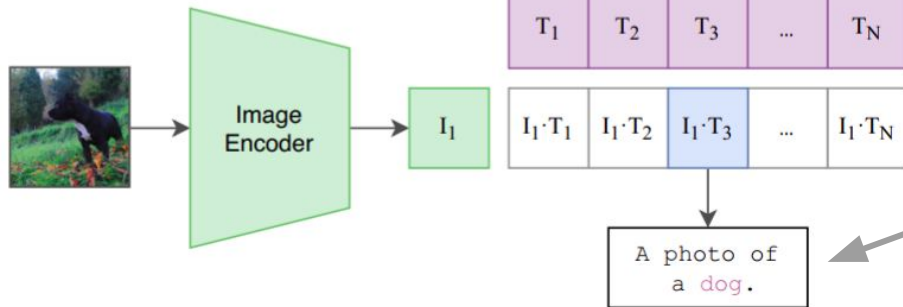 T₁ T₂ T₃ ... T_N
Image
Encoder
I₁
I₁·T₁ I₁·T₂ I₁·T₃ ... I₁·T_N
A photo of
a dog.